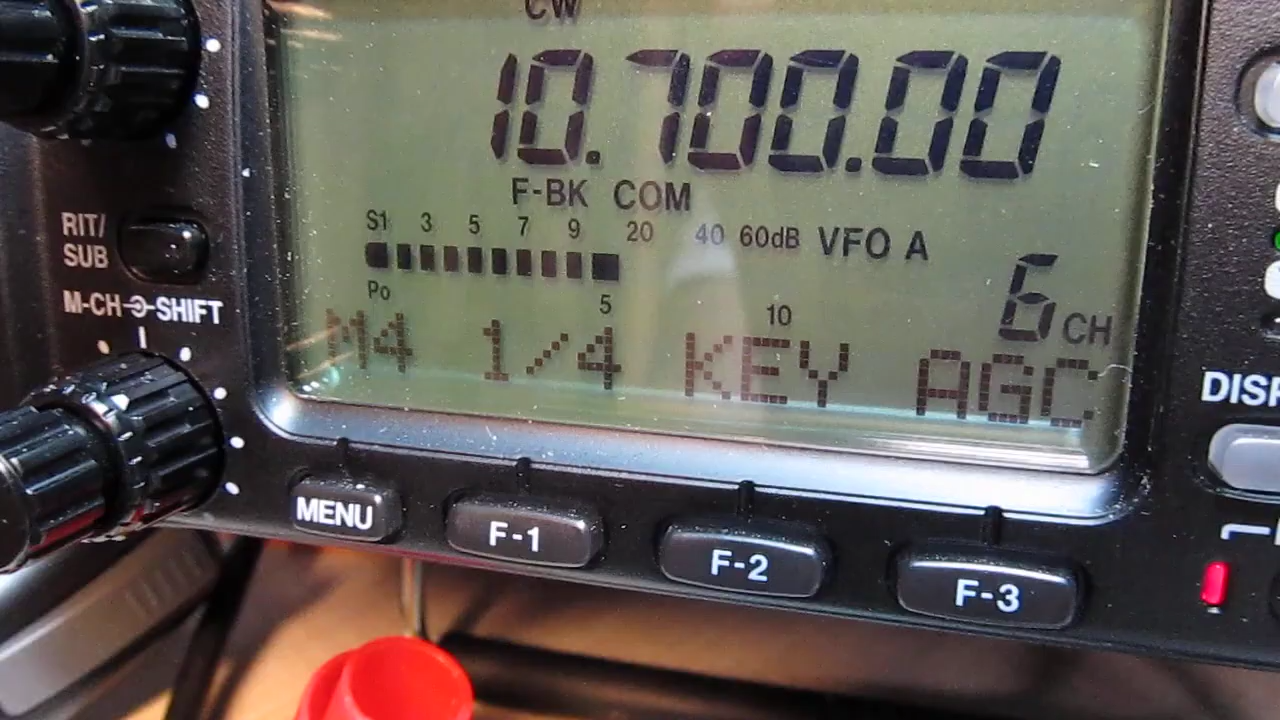 CW
10.700.00
F-BK COM
S1 3 5 7 9 20 40 60dB VFO A
Po 5 10 6 CH
M4 1/4 KEY AGC
RIT/
SUB
M-CH SHIFT
MENU F-1 F-2 F-3